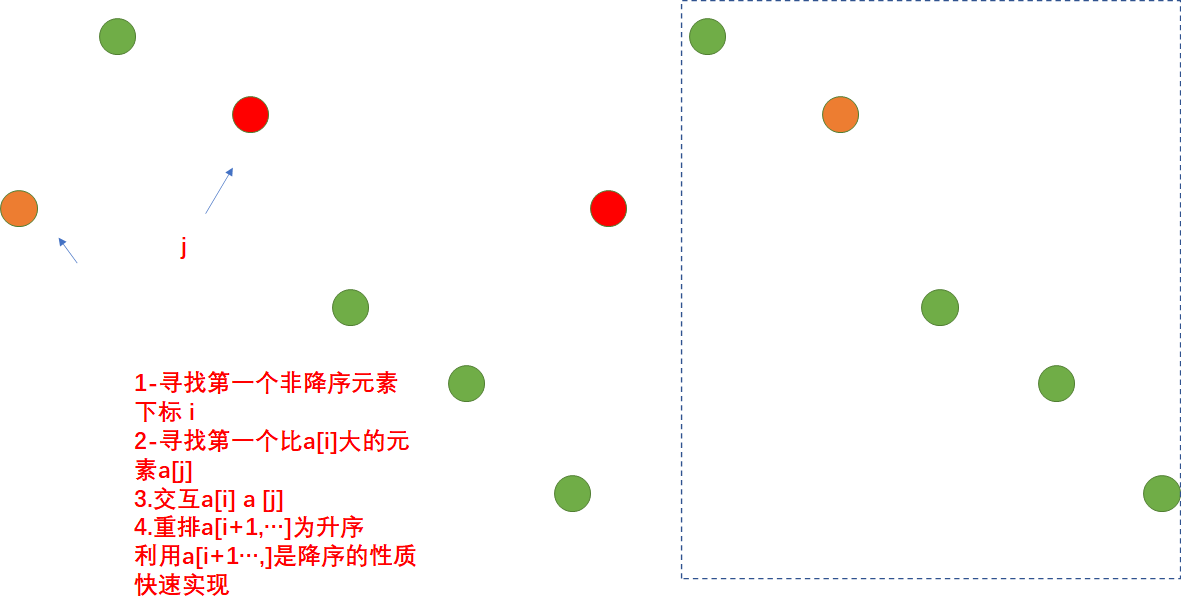 j
1-寻找第一个非降序元素
下标 i
2-寻找第一个比a[i]大的元
素a[j]
3.交互a[i] a [j]
4.重排a[i+1,…]为升序
利用a[i+1…,]是降序的性质
快速实现